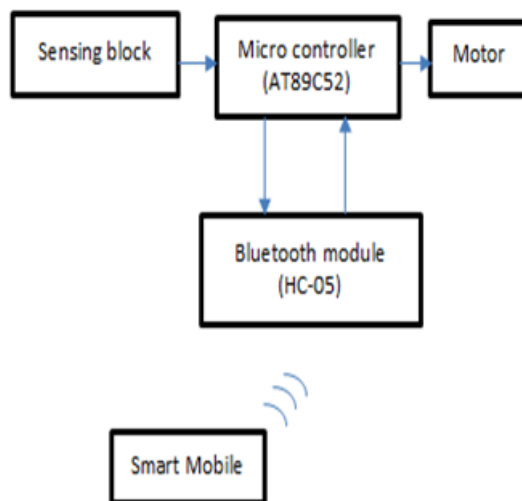 Sensing block
Micro controller
(AT89C52)
Motor
Bluetooth module
(HC-05)
Smart Mobile